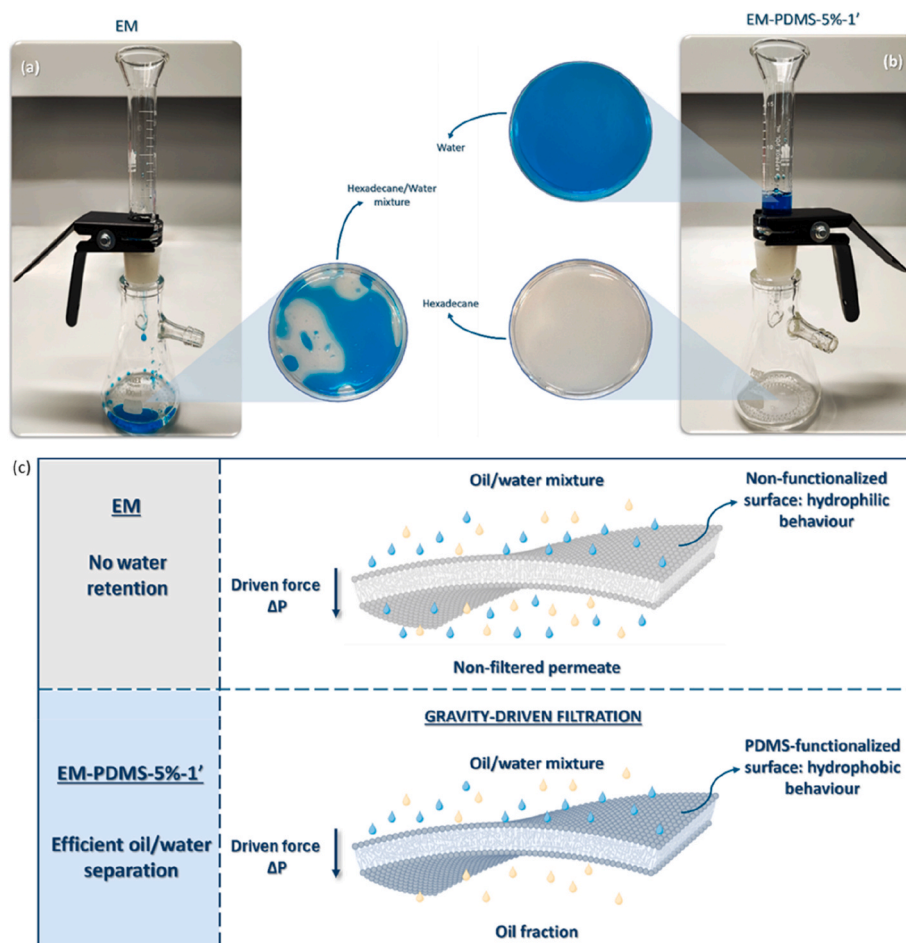 EM
EM-PDMS-5%-1’
(a)
(b)
Water
Hexadecane/Water
mixture
Hexadecane
(c)
EM
No water
retention
Oil/water mixture
Non-functionalized
surface: hydrophilic
behaviour
Driven force
ΔP
Non-filtered permeate
GRAVITY-DRIVEN FILTRATION
EM-PDMS-5%-1’
Efficient oil/water
separation
Oil/water mixture
PDMS-functionalized
surface: hydrophobic
behaviour
Driven force
ΔP
Oil fraction